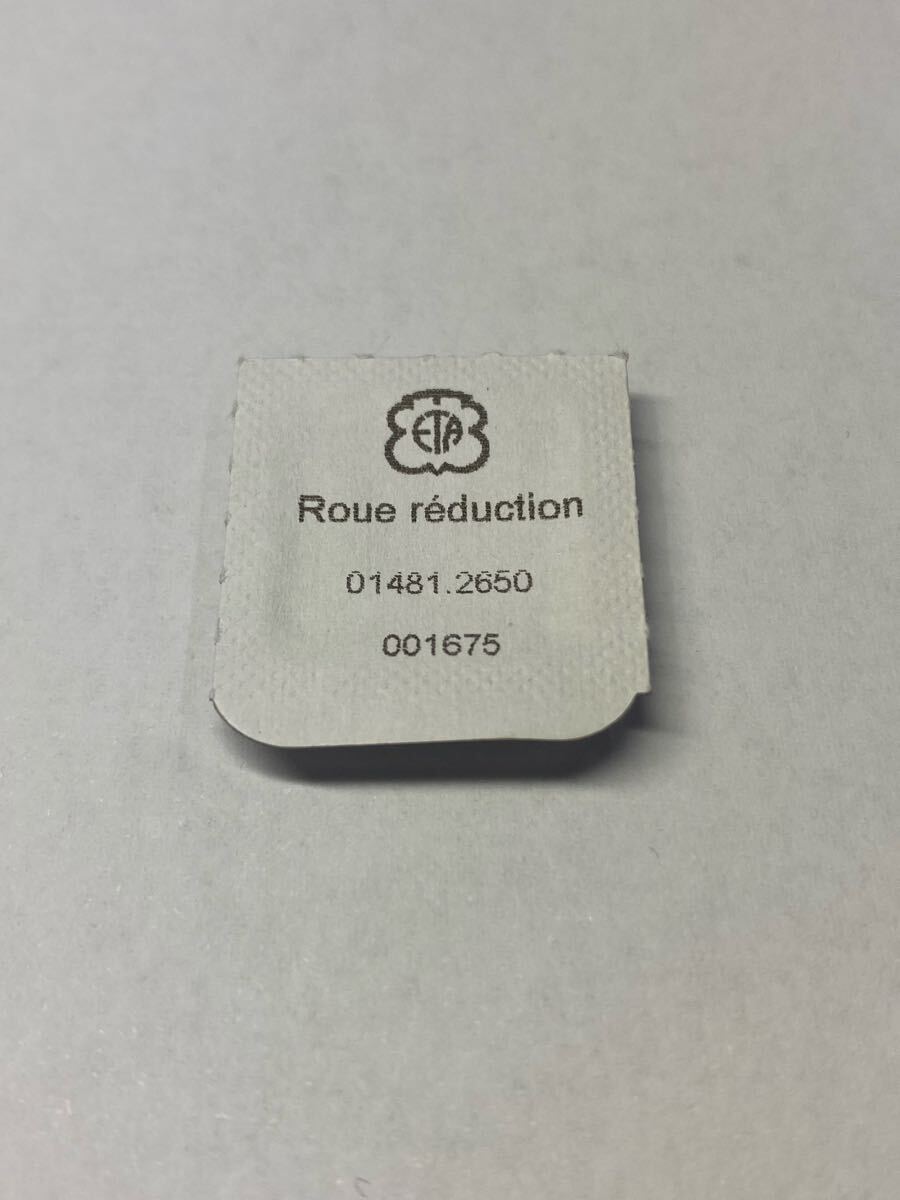 ETA
Roue réduction
01481.2650
001675